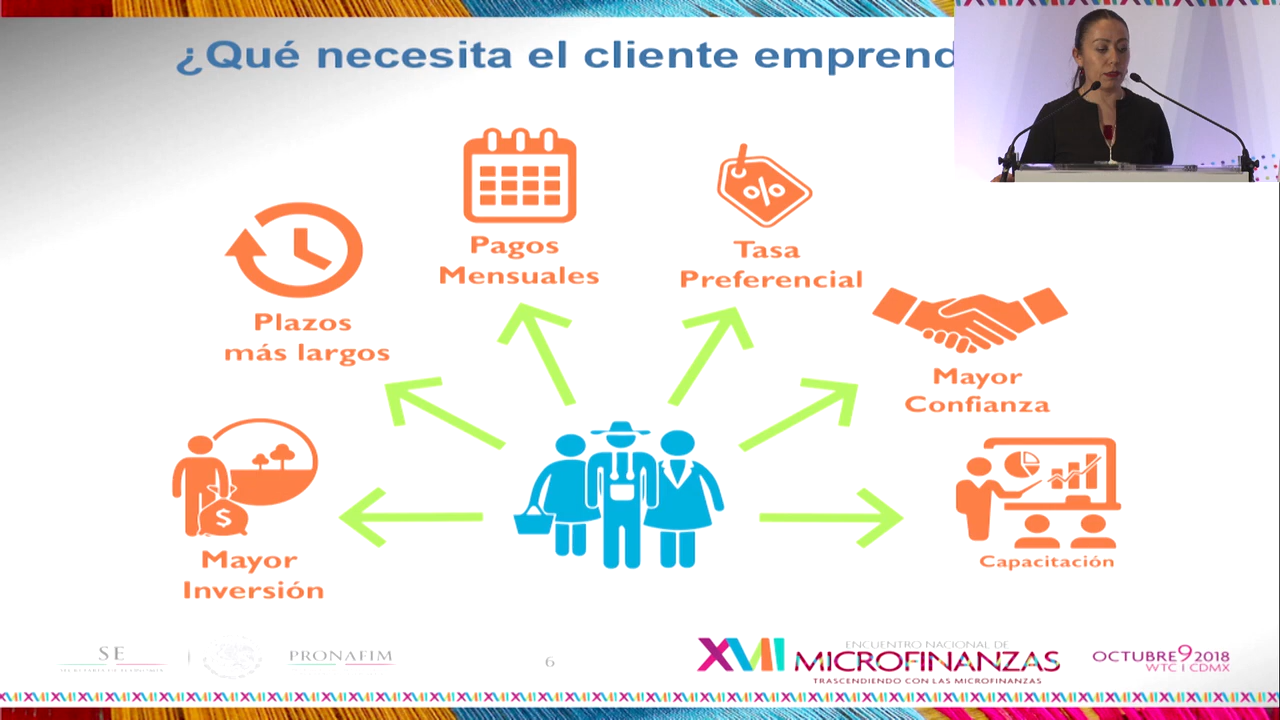 ¿Qué necesita el cliente emprend
Pagos
Mensuales
Tasa
Preferencial
Plazos
más largos
Mayor
Confianza
%
$
Mayor
Inversión
Capacitación
SE
PRONAFIM
6
XVII
ENCUENTRO NACIONAL DE
MICROFINANZAS
TRASCENDIENDO CON LAS MICROFINANZAS
OCTUBRE 9 2018
WTC | CDMX